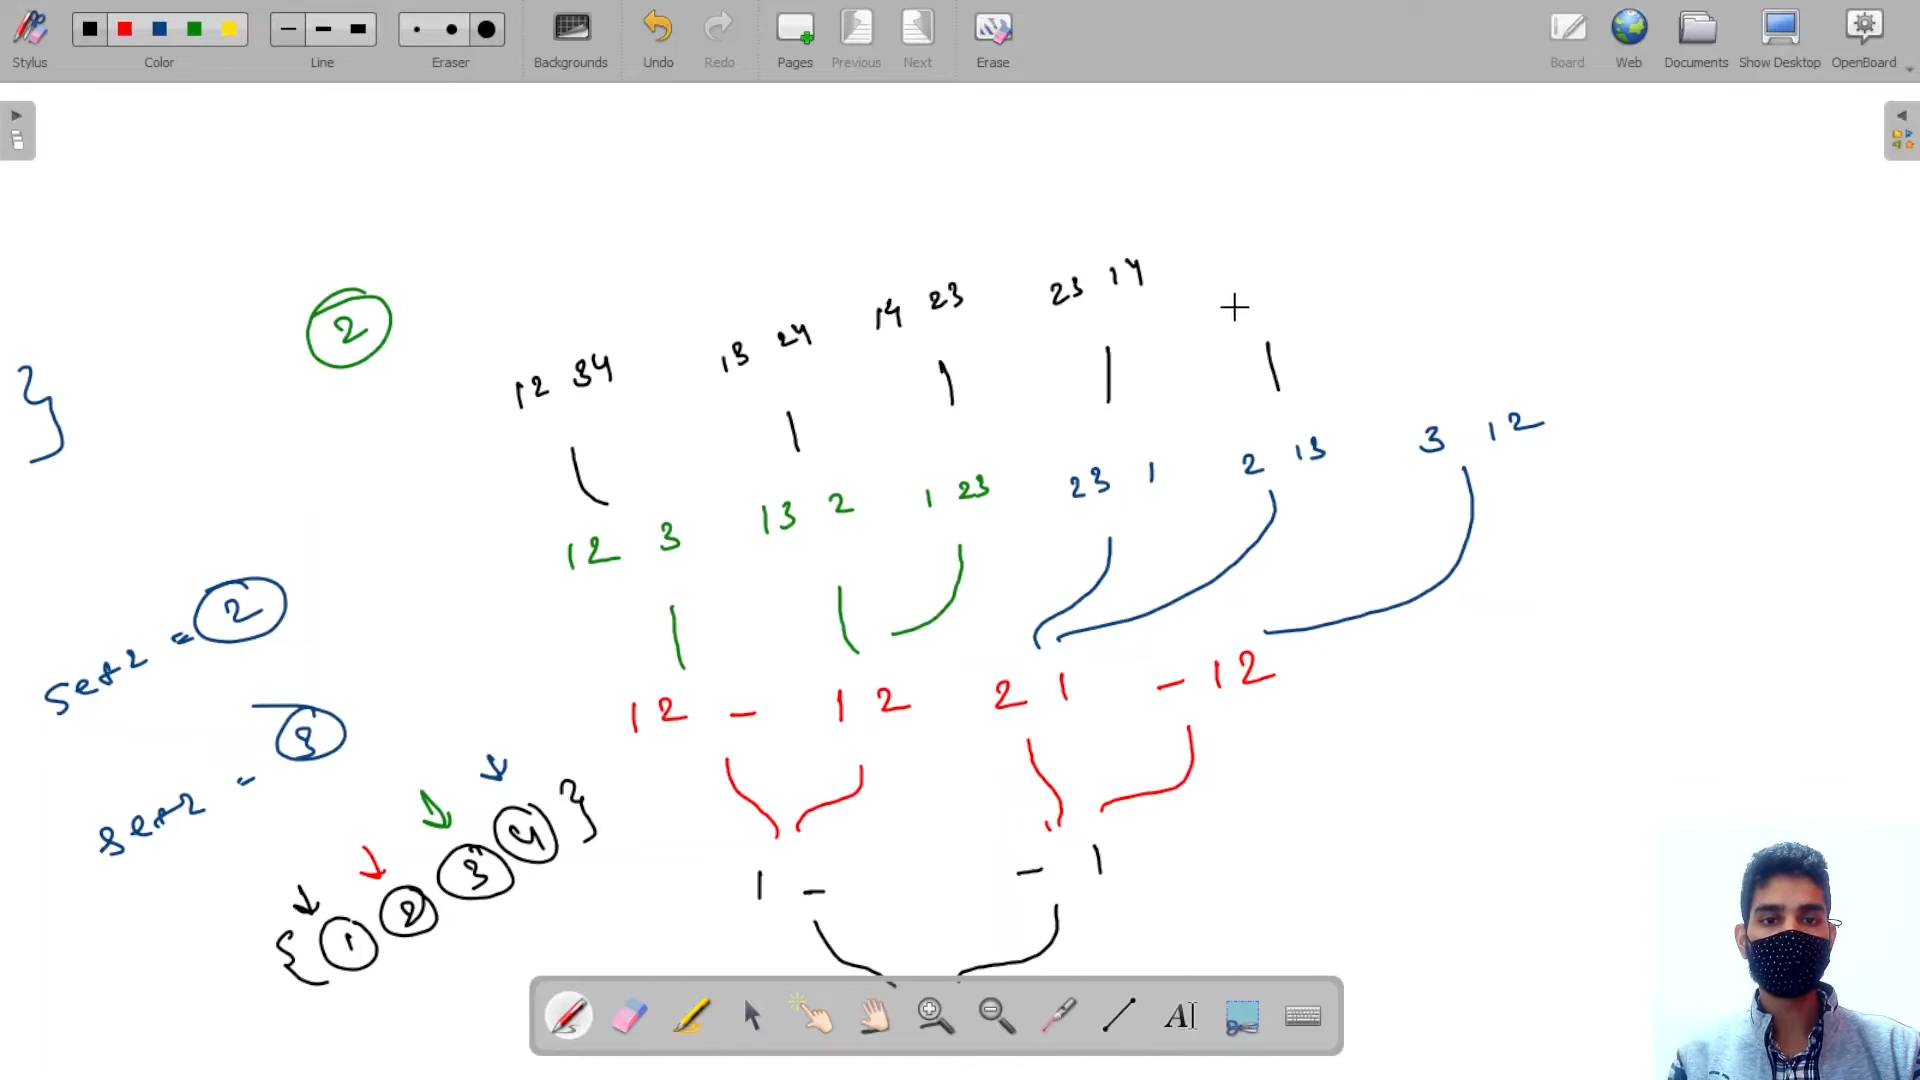 Stylus Color Line Eraser Backgrounds Undo Redo Pages Previous Next Erase Board Web Documents Show Desktop OpenBoard
2
12 34 13 24 14 23 23 14
}
12 3 13 2 1 23 23 1 2 13 3 12
set2 = 2
12 - 1 2 2 1 - 12
set2 = 3
1 - - 1
{ 1 2 3 4 }